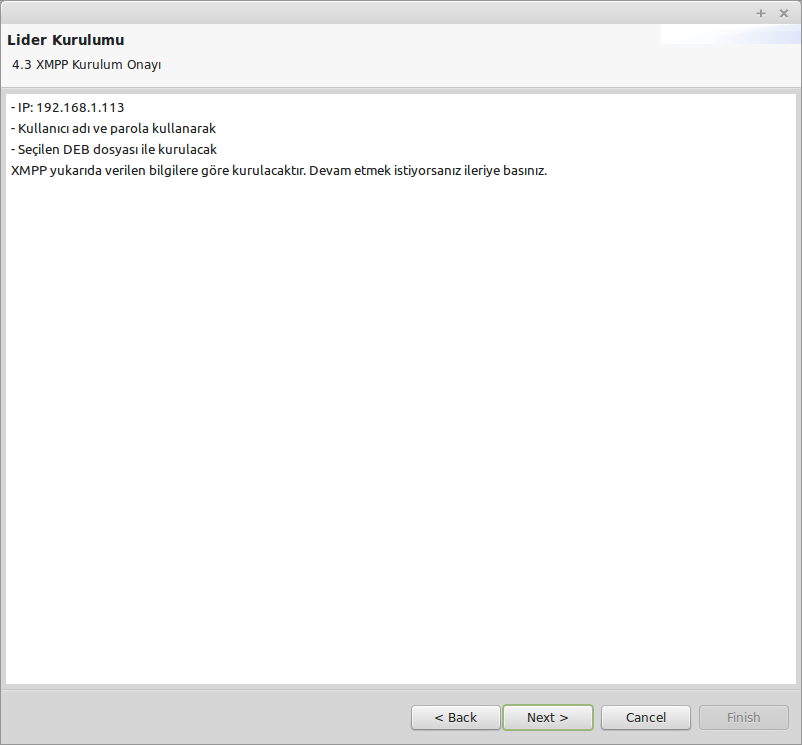 Lider Kurulumu
4.3 XMPP Kurulum Onayı
- IP: 192.168.1.113
- Kullanıcı adı ve parola kullanarak
- Seçilen DEB dosyası ile kurulacak
XMPP yukarıda verilen bilgilere göre kurulacaktır. Devam etmek istiyorsanız ileriye basınız.
< Back Next > Cancel Finish